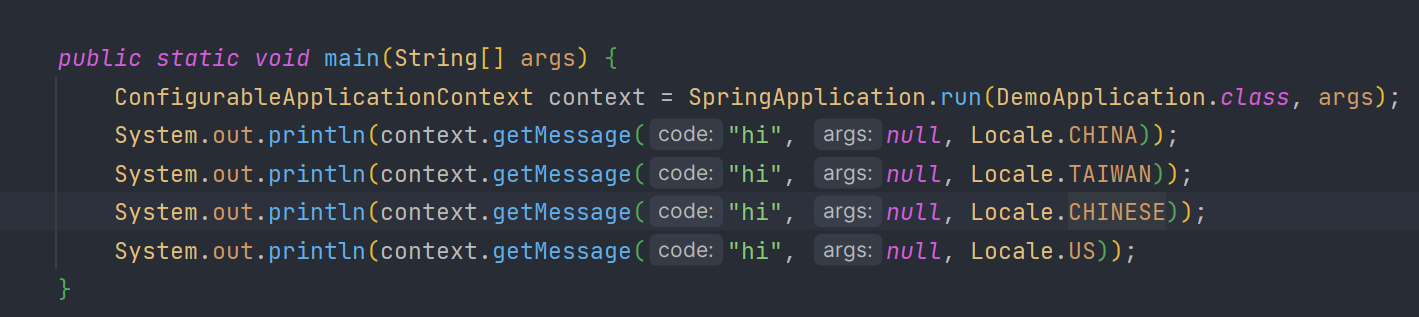 public static void main(String[] args) {
ConfigurableApplicationContext context = SpringApplication.run(DemoApplication.class, args);
System.out.println(context.getMessage( code: "hi", args: null, Locale.CHINA));
System.out.println(context.getMessage( code: "hi", args: null, Locale.TAIWAN));
System.out.println(context.getMessage( code: "hi", args: null, Locale.CHINESE));
System.out.println(context.getMessage( code: "hi", args: null, Locale.US));
}